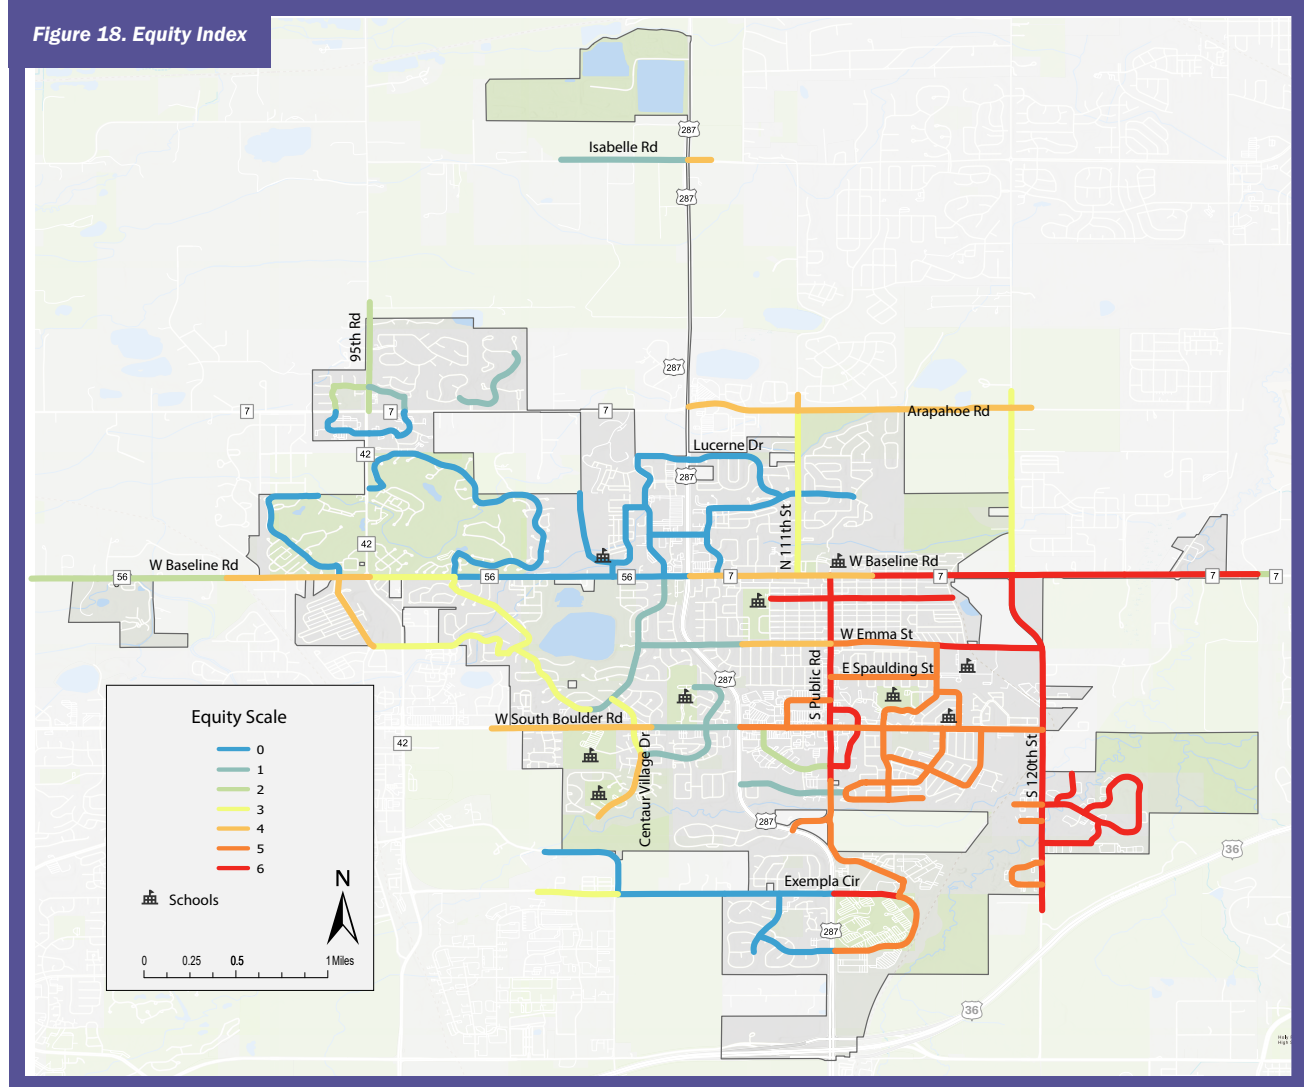 Figure 18. Equity Index
287
Isabelle Rd
287
95th Rd
287
7
7
7
Arapahoe Rd
42
Lucerne Dr
287
N 111th St
42
W Baseline Rd
W Baseline Rd
56
56
56
7
7
7
7
W Emma St
E Spaulding St
S Public Rd
287
W South Boulder Rd
Centaur Village Dr
42
S 120th St
287
36
Exempla Cir
287
36
Equity Scale
0
1
2
3
4
5
6
Schools
N
0 0.25 0.5 1 Miles